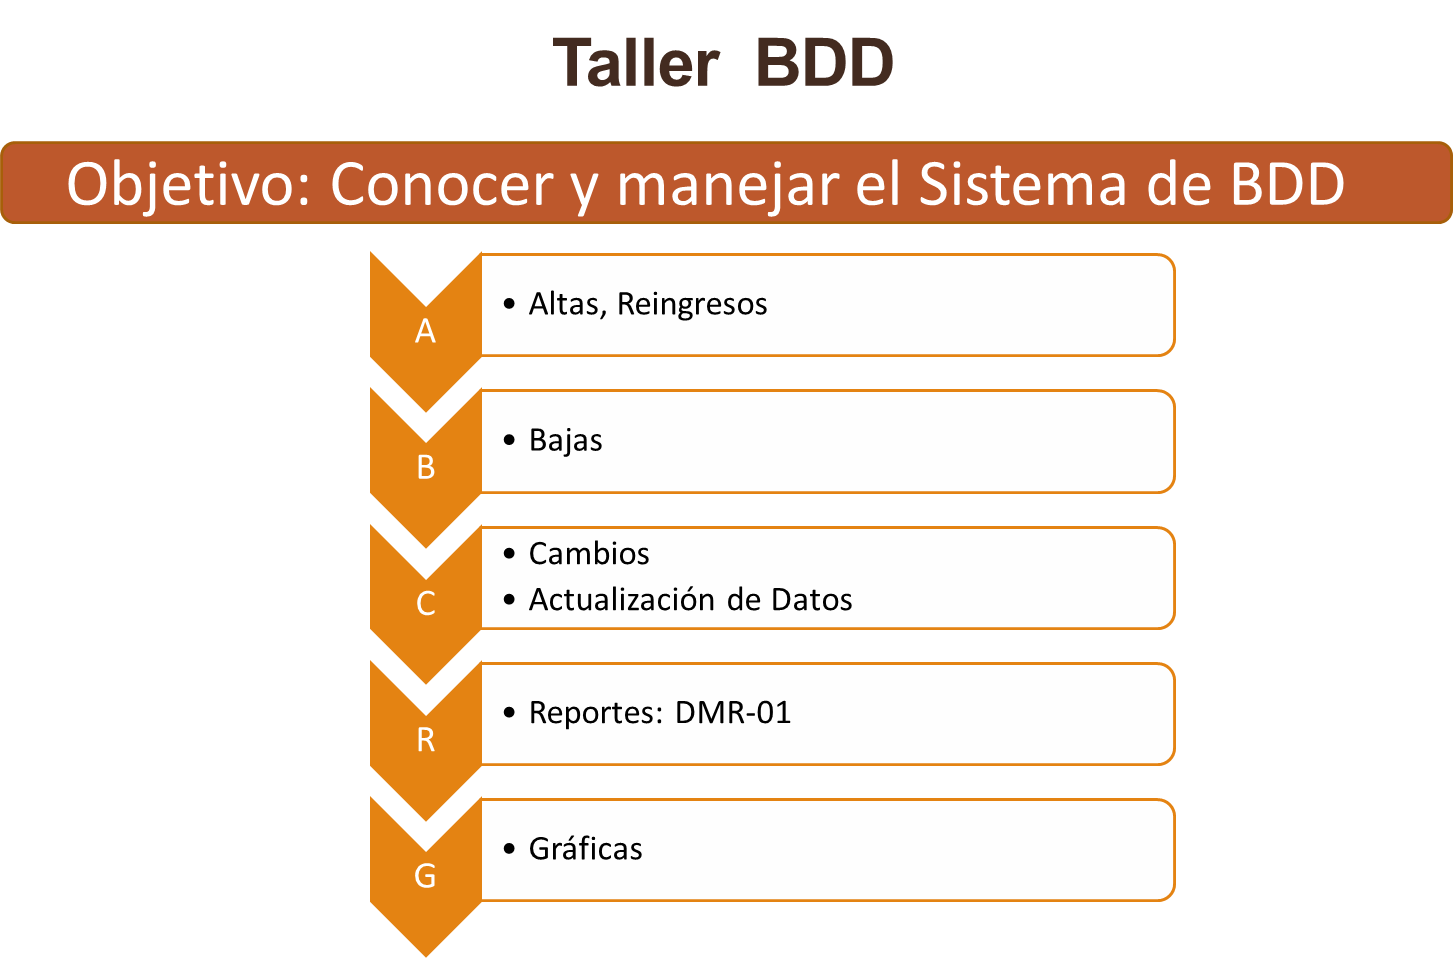 Taller BDD
Objetivo: Conocer y manejar el Sistema de BDD
A
• Altas, Reingresos
B
• Bajas
C
• Cambios
• Actualización de Datos
R
• Reportes: DMR-01
G
• Gráficas